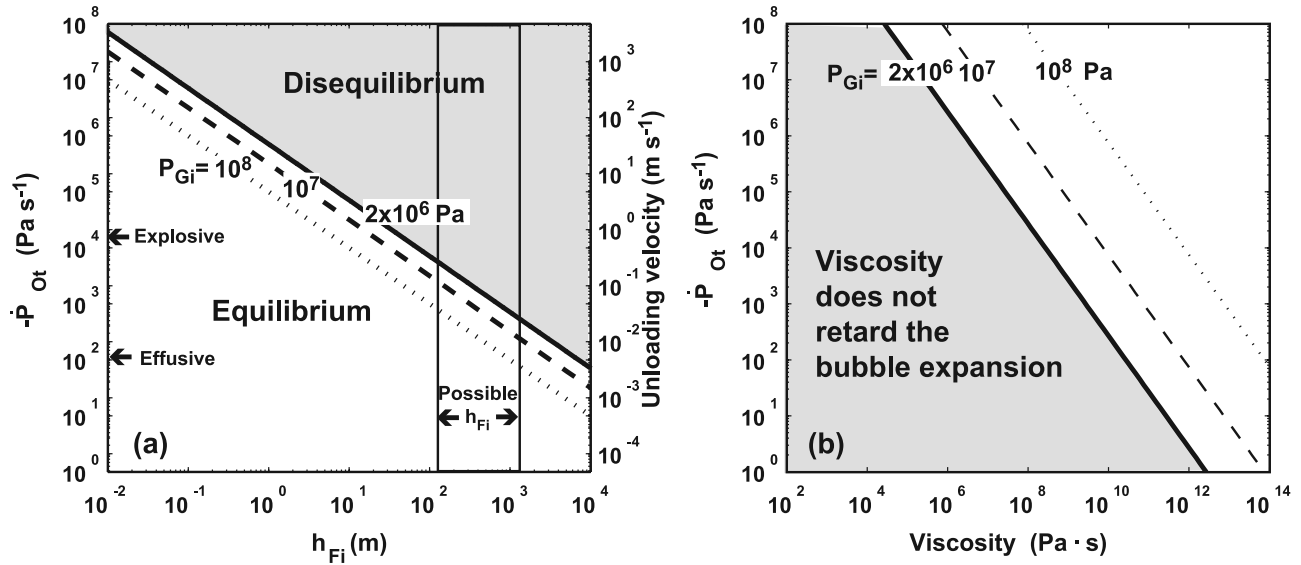 10^8
10^7
10^6
10^5
10^4
10^3
10^2
10^1
10^0
-Ṗ_Ot (Pa s^-1)
Disequilibrium
P_Gi= 10^8
10^7
2x10^6 Pa
Explosive
Equilibrium
Effusive
Possible
h_Fi
(a)
10^3
10^2
10^1
10^0
10^-1
10^-2
10^-3
10^-4
Unloading velocity (m s^-1)
10^-2 10^-1 10^0 10^1 10^2 10^3 10^4
h_Fi (m)
10^8
10^7
10^6
10^5
10^4
10^3
10^2
10^1
10^0
-Ṗ_Ot (Pa s^-1)
P_Gi= 2x10^6 10^7 10^8 Pa
Viscosity
does not
retard the
bubble expansion
(b)
10^2 10^4 10^6 10^8 10^10 10^12 10^14
Viscosity (Pa · s)